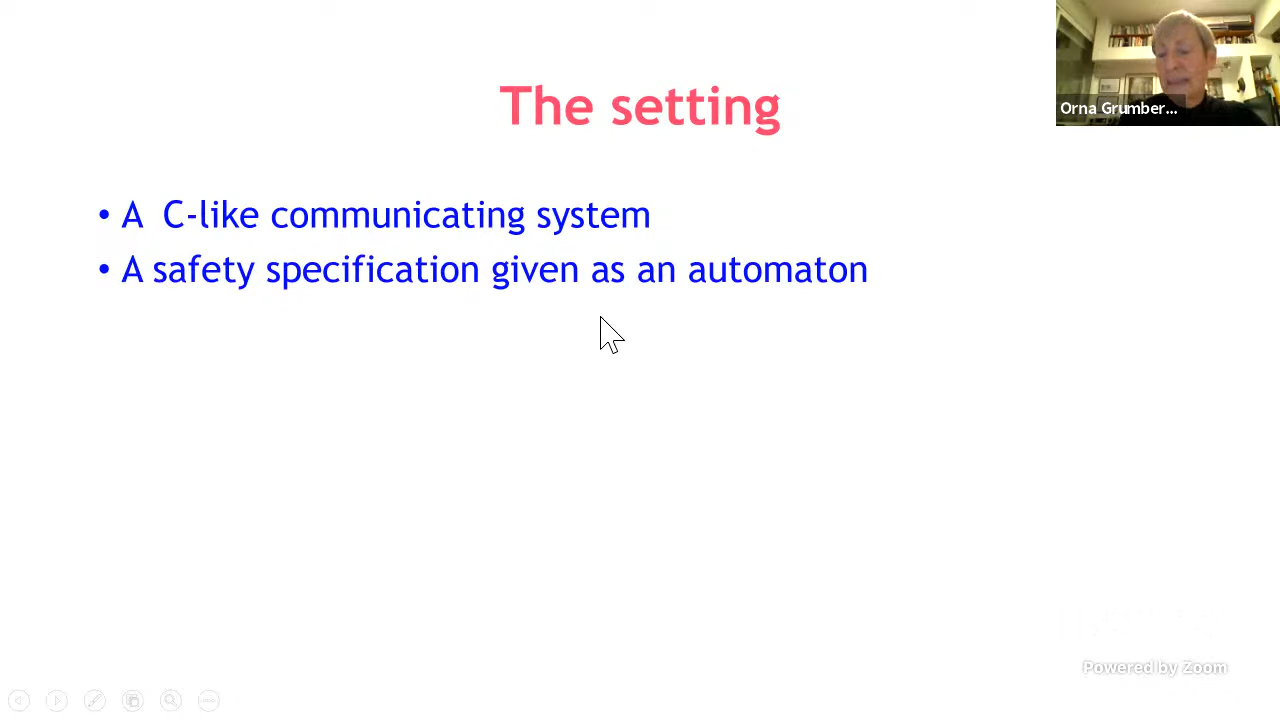 The setting
Orna Grumber...
• A C-like communicating system
• A safety specification given as an automaton
Powered by Zoom